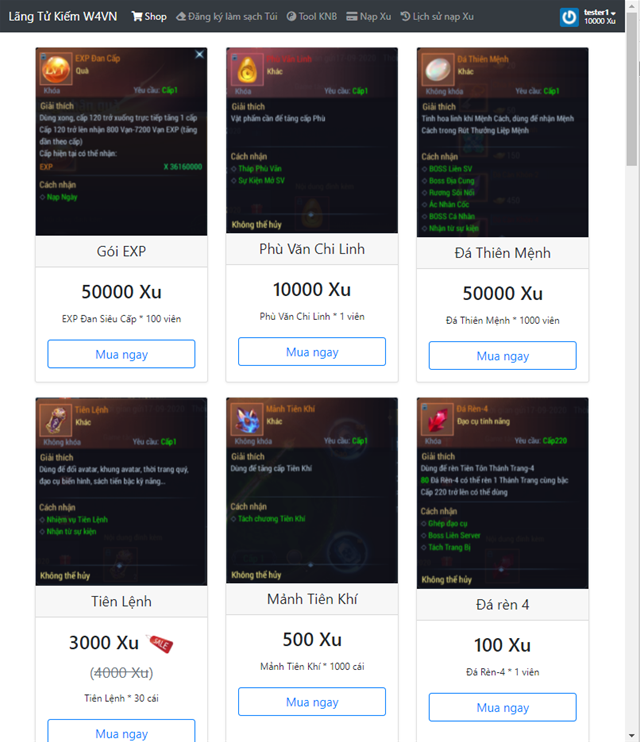 Lãng Tử Kiếm W4VN Shop Đăng ký làm sạch Túi Tool KNB Nạp Xu Lịch sử nạp Xu tester1
10000 Xu
EXP Đan Cấp
Quà
Khóa Yêu cầu: Cấp1
Giải thích
Dùng xong, cấp 120 trở xuống trực tiếp tăng 1 cấp
Cấp 120 trở lên nhận 800 Vạn-7200 Vạn EXP (tăng
dần theo cấp)
Cấp hiện tại có thể nhận:
EXP X 36160000
Cách nhận
Nạp Ngày
Gói EXP
50000 Xu
EXP Đan Siêu Cấp * 100 viên
Mua ngay
Phù Văn Linh
Khác
Khóa Yêu cầu: Cấp1
Giải thích
Vật phẩm cần để tăng cấp Phù
Cách nhận
Tháp Phù Văn
Sự Kiện Mở SV
Không thể hủy
Phù Văn Chi Linh
10000 Xu
Phù Văn Chi Linh * 1 viên
Mua ngay
Đá Thiên Mệnh
Khác
Không khóa Yêu cầu: Cấp1
Giải thích
Tinh hoa linh khí Mệnh Cách, dùng để nhận Mệnh
Cách trong Rút Thưởng Liệp Mệnh
Cách nhận
BOSS Liên SV
Boss Địa Cung
Rương Sôi Nổi
Ác Nhân Cốc
BOSS Cá Nhân
Nhận từ sự kiện
Đá Thiên Mệnh
50000 Xu
Đá Thiên Mệnh * 1000 viên
Mua ngay
Tiên Lệnh
Khác
Không khóa Yêu cầu: Cấp1
Giải thích
Dùng để đổi avatar, khung avatar, thời trang quý,
đạo cụ biến hình, sách tiến bậc kỹ năng...
Cách nhận
Nhiệm vụ Tiên Lệnh
Nhận từ sự kiện
Không thể hủy
Tiên Lệnh
3000 Xu SALE
(4000 Xu)
Tiên Lệnh * 30 cái
Mua ngay
Mảnh Tiên Khí
Khác
Không khóa Yêu cầu: Cấp1
Giải thích
Dùng để tăng cấp Tiên Khí
Cách nhận
Tách chương Tiên Khí
Không thể hủy
Mảnh Tiên Khí
500 Xu
Mảnh Tiên Khí * 1000 cái
Mua ngay
Đá Rèn-4
Đạo cụ tính năng
Không khóa Yêu cầu: Cấp220
Giải thích
Dùng để rèn Tiên Tôn Thánh Trang-4
80 Đá Rèn-4 có thể rèn 1 Thánh Trang cùng bậc
Cấp 220 trở lên có thể dùng
Cách nhận
Ghép đạo cụ
Boss Liên Server
Tách Trang Bị
Không thể hủy
Đá rèn 4
100 Xu
Đá Rèn-4 * 1 viên
Mua ngay